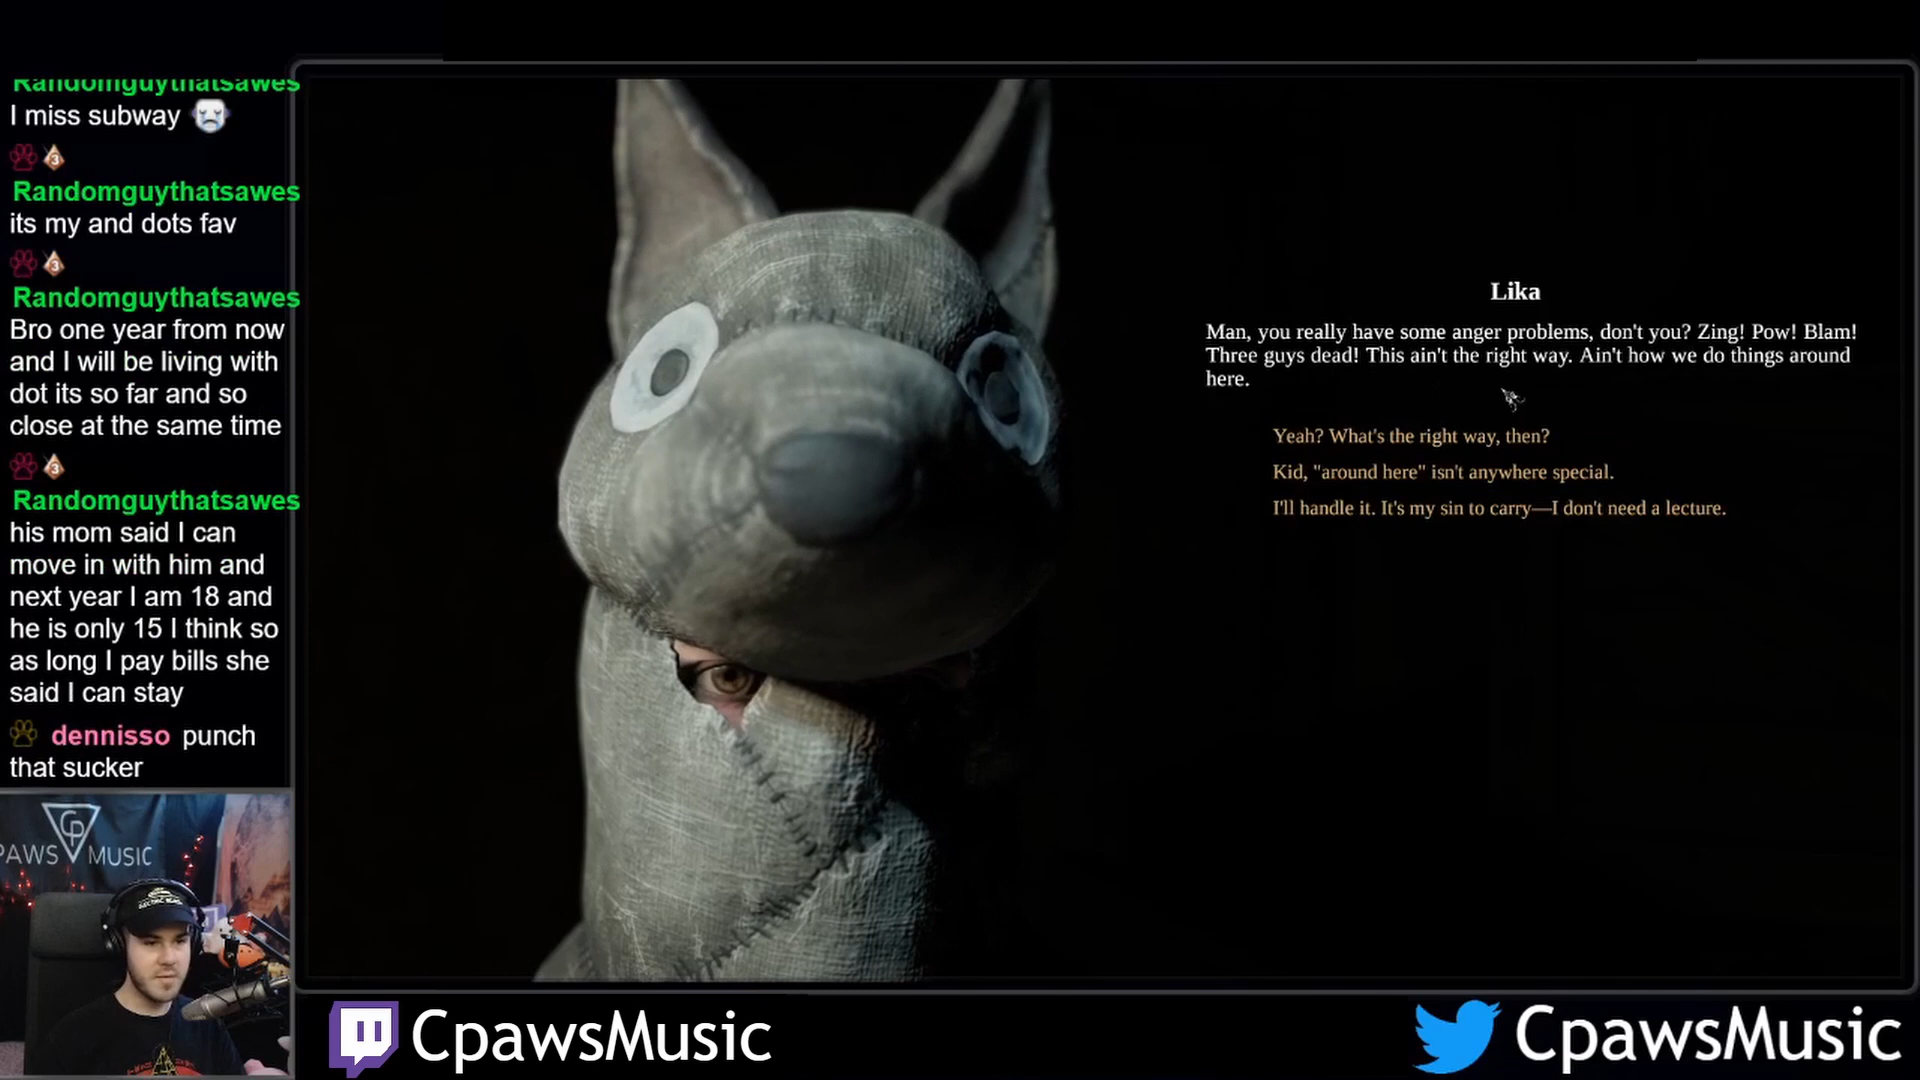 Randomguythatsawes
I miss subway
3
Randomguythatsawes
its my and dots fav
3
Randomguythatsawes
Bro one year from now
and I will be living with
dot its so far and so
close at the same time
3
Randomguythatsawes
his mom said I can
move in with him and
next year I am 18 and
he is only 15 I think so
as long I pay bills she
said I can stay
dennisso punch
that sucker
Lika
Man, you really have some anger problems, don't you? Zing! Pow! Blam!
Three guys dead! This ain't the right way. Ain't how we do things around
here.
Yeah? What's the right way, then?
Kid, "around here" isn't anywhere special.
I'll handle it. It's my sin to carry—I don't need a lecture.
CP
PAWS MUSIC
CpawsMusic
CpawsMusic